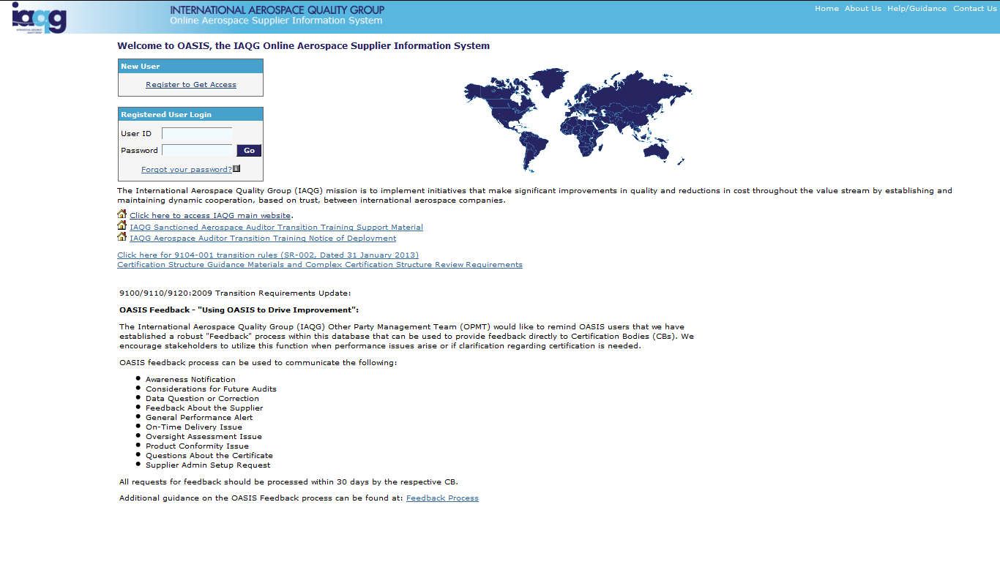 iaqg
INTERNATIONAL AEROSPACE QUALITY GROUP
Online Aerospace Supplier Information System
Home About Us Help/Guidance Contact Us
Welcome to OASIS, the IAQG Online Aerospace Supplier Information System
New User
Register to Get Access
Registered User Login
User ID
Password Go
Forgot your password?
The International Aerospace Quality Group (IAQG) mission is to implement initiatives that make significant improvements in quality and reductions in cost throughout the value stream by establishing and
maintaining dynamic cooperation, based on trust, between international aerospace companies.
Click here to access IAQG main website.
IAQG Sanctioned Aerospace Auditor Transition Training Support Material
IAQG Aerospace Auditor Transition Training Notice of Deployment
Click here for 9104-001 transition rules (SR-002, Dated 31 January 2013)
Certification Structure Guidance Materials and Complex Certification Structure Review Requirements
9100/9110/9120:2009 Transition Requirements Update:
OASIS Feedback - "Using OASIS to Drive Improvement":
The International Aerospace Quality Group (IAQG) Other Party Management Team (OPMT) would like to remind OASIS users that we have
established a robust "Feedback" process within this database that can be used to provide feedback directly to Certification Bodies (CBs). We
encourage stakeholders to utilize this function when performance issues arise or if clarification regarding certification is needed.
OASIS feedback process can be used to communicate the following:
Awareness Notification
Considerations for Future Audits
Data Question or Correction
Feedback About the Supplier
General Performance Alert
On-Time Delivery Issue
Oversight Assessment Issue
Product Conformity Issue
Questions About the Certificate
Supplier Admin Setup Request
All requests for feedback should be processed within 30 days by the respective CB.
Additional guidance on the OASIS Feedback process can be found at: Feedback Process